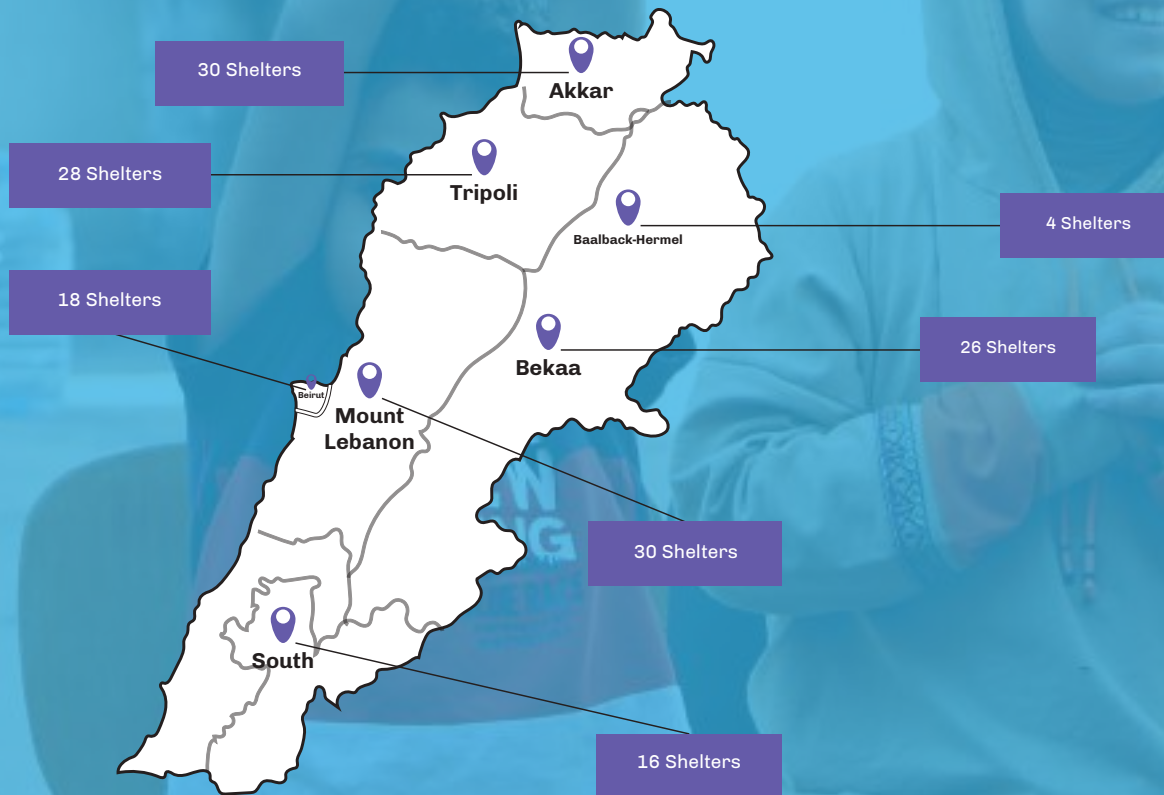 30 Shelters
Akkar
28 Shelters
Tripoli
4 Shelters
Baalback-Hermel
18 Shelters
26 Shelters
Bekaa
Beirut
Mount
Lebanon
30 Shelters
South
16 Shelters